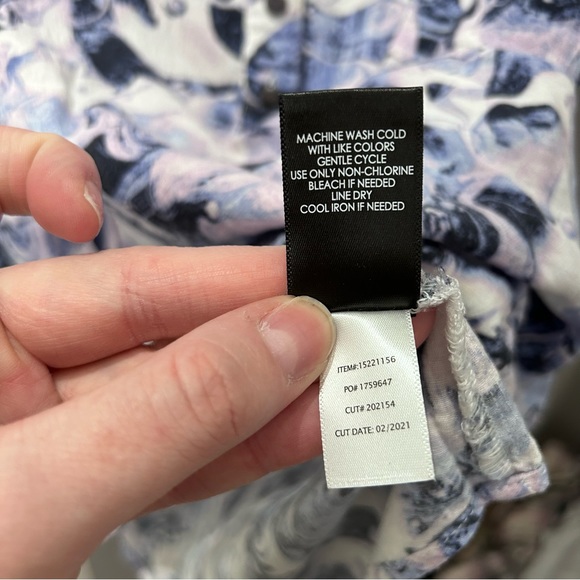 MACHINE WASH COLD
WITH LIKE COLORS
GENTLE CYCLE
USE ONLY NON-CHLORINE
BLEACH IF NEEDED
LINE DRY
COOL IRON IF NEEDED
ITEM#:15221156
PO# 1759647
CUT# 202154
CUT DATE: 02/2021